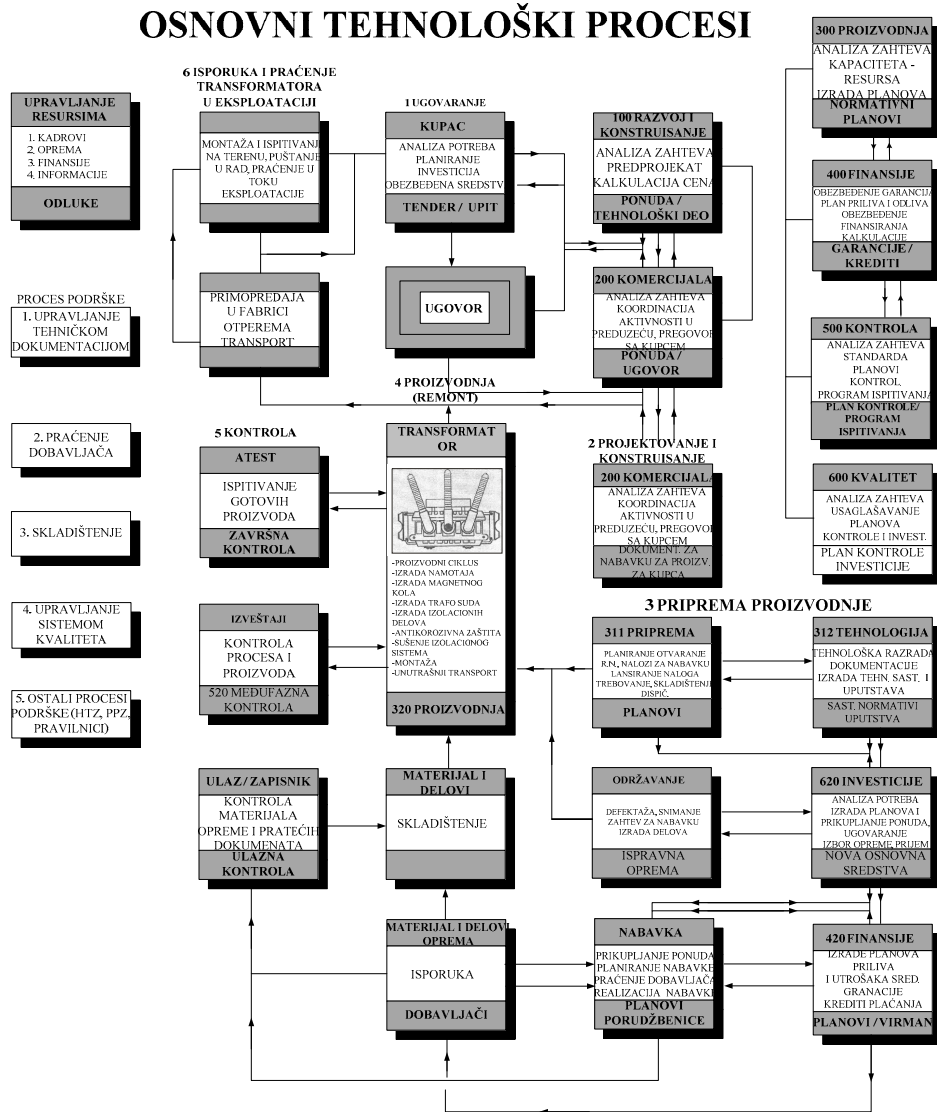 OSNOVNI TEHNOLOŠKI PROCESI
UPRAVLJANJE
RESURSIMA
1. KADROVI
2, OPREMA
3. FINANSIJE
4, INFORMACIJE
ODLUKE
PROCES PODRŠKE
1. UPRAVLJANJE
TEHNIČKOM
DOKUMENTACIJOM
2. PRAĆENJE
DOBAVLJAČA
3. SKLADIŠTENJE
4. UPRAVLJANJE
SISTEMOM
KVALITETA
5. OSTALI PROCESI
PODRŠKE (HTZ, PPZ,
PRAVILNICI)
6 ISPORUKA I PRAĆENJE
TRANSFORMATORA
U EKSPLOATACIJI
MONTAŽA I ISPITIVANJ
NA TERENU, PUŠTANJE
U RAD, PRAĆENJE U
TOKU
EKSPLOATACIJE
PRIMOPREDAJA
U FABRICI
OTPEREMA
TRANSPORT
1 UGOVARANJE
KUPAC
ANALIZA POTREBA
PLANIRANJE
INVESTICIJA
OBEZBEĐENA SREDSTV
TENDER / UPIT
UGOVOR
100 RAZVOJ I
KONSTRUISANJE
ANALIZA ZAHTEVA
PREDPROJEKAT
KALKULACIJA CENA
PONUDA /
TEHNOLOŠKI DEO
200 KOMERCIJALA
ANALIZA ZAHTEVA
KOORDINACIJA
AKTIVNOSTI U
PREDUZEĆU, PREGOVOR
SA KUPCEM
PONUDA /
UGOVOR
300 PROIZVODNJA
ANALIZA ZAHTEVA
KAPACITETA -
RESURSA
IZRADA PLANOVA
NORMATIVNI
PLANOVI
400 FINANSIJE
OBEZBEĐENJE GARANCIJA
PLAN PRILIVA I ODLIVA
OBEZBEĐENJE
FINANSIRANJA
KALKULACIJE
GARANCIJE /
KREDITI
500 KONTROLA
ANALIZA ZAHTEVA
STANDARDA
PLANOVI
KONTROL,
PROGRAM ISPITIVANJA
PLAN KONTROLE/
PROGRAM
ISPITIVANJA
600 KVALITET
ANALIZA ZAHTEVA
USAGLAŠAVANJE
PLANOVA
KONTROLE I INVEST.
PLAN KONTROLE
INVESTICIJE
4 PROIZVODNJA
(REMONT)
TRANSFORMAT
OR
-PROIZVODNI CIKLUS
-IZRADA NAMOTAJA
-IZRADA MAGNETNOG
KOLA
-IZRADA TRAFO SUDA
-IZRADA IZOLACIONIH
DELOVA
-ANTIKOROZIVNA ZAŠTITA
-SUŠENJE IZOLACIONOG
SISTEMA
-MONTAŽA
-UNUTRAŠNJI TRANSPORT
320 PROIZVODNJA
5 KONTROLA
ATEST
ISPITIVANJE
GOTOVIH
PROIZVODA
ZAVRŠNA
KONTROLA
IZVEŠTAJI
KONTROLA
PROCESA I
PROIZVODA
520 MEĐUFAZNA
KONTROLA
2 PROJEKTOVANJE I
KONSTRUISANJE
200 KOMERCIJALA
ANALIZA ZAHTEVA
KOORDINACIJA
AKTIVNOSTI U
PREDUZEĆU, PREGOVOR
SA KUPCEM
DOKUMENT. ZA
NABAVKU ZA PROIZV.
ZA KUPCA
3 PRIPREMA PROIZVODNJE
311 PRIPREMA
PLANIRANJE OTVARANJE
R.N., NALOZI ZA NABAVKU
LANSIRANJE NALOGA
TREBOVANJE, SKLADIŠTENJE
DISPIČ.
PLANOVI
312 TEHNOLOGIJA
TEHNOLOŠKA RAZRADA
DOKUMENTACIJE
IZRADA TEHN. SAST. I
UPUTSTAVA
SAST. NORMATIVI
UPUTSTVA
ULAZ / ZAPISNIK
KONTROLA
MATERIJALA
OPREME I PRATEĆIH
DOKUMENATA
ULAZNA
KONTROLA
MATERIJAL I
DELOVI
SKLADIŠTENJE
ODRŽAVANJE
DEFEKTAŽA, SNIMANJE
ZAHTEV ZA NABAVKU
IZRADA DELOVA
ISPRAVNA
OPREMA
620 INVESTICIJE
ANALIZA POTREBA
IZRADA PLANOVA I
PRIKUPLJANJE PONUDA,
UGOVARANJE
IZBOR OPREME, PRIJEM
NOVA OSNOVNA
SREDSTVA
MATERIJAL I DELOVI
OPREMA
ISPORUKA
DOBAVLJAČI
NABAVKA
PRIKUPLJANJE PONUDA
PLANIRANJE NABAVKE
PRAĆENJE DOBAVLJAČA
REALIZACIJA NABAVKE
PLANOVI
PORUDŽBENICE
420 FINANSIJE
IZRADE PLANOVA
PRILIVA
I UTROŠAKA SRED.
GRANACIJE
KREDITI PLAĆANJA
PLANOVI / VIRMAN